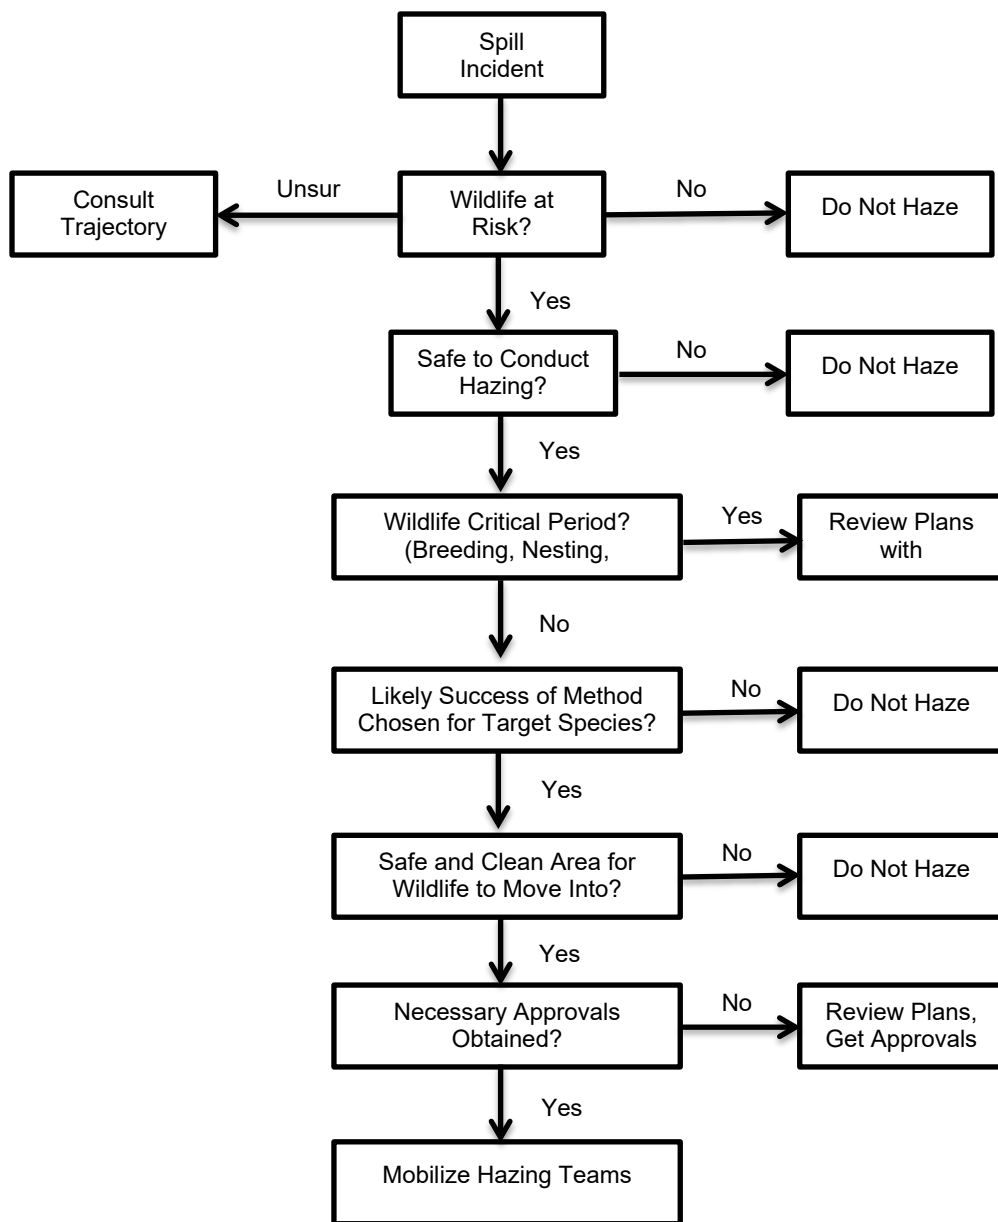 Spill
Incident
Consult
Trajectory
Unsur
Wildlife at
Risk?
No
Do Not Haze
Yes
Safe to Conduct
Hazing?
No
Do Not Haze
Yes
Wildlife Critical Period?
(Breeding, Nesting,
Yes
Review Plans
with
No
Likely Success of Method
Chosen for Target Species?
No
Do Not Haze
Yes
Safe and Clean Area for
Wildlife to Move Into?
No
Do Not Haze
Yes
Necessary Approvals
Obtained?
No
Review Plans,
Get Approvals
Yes
Mobilize Hazing Teams